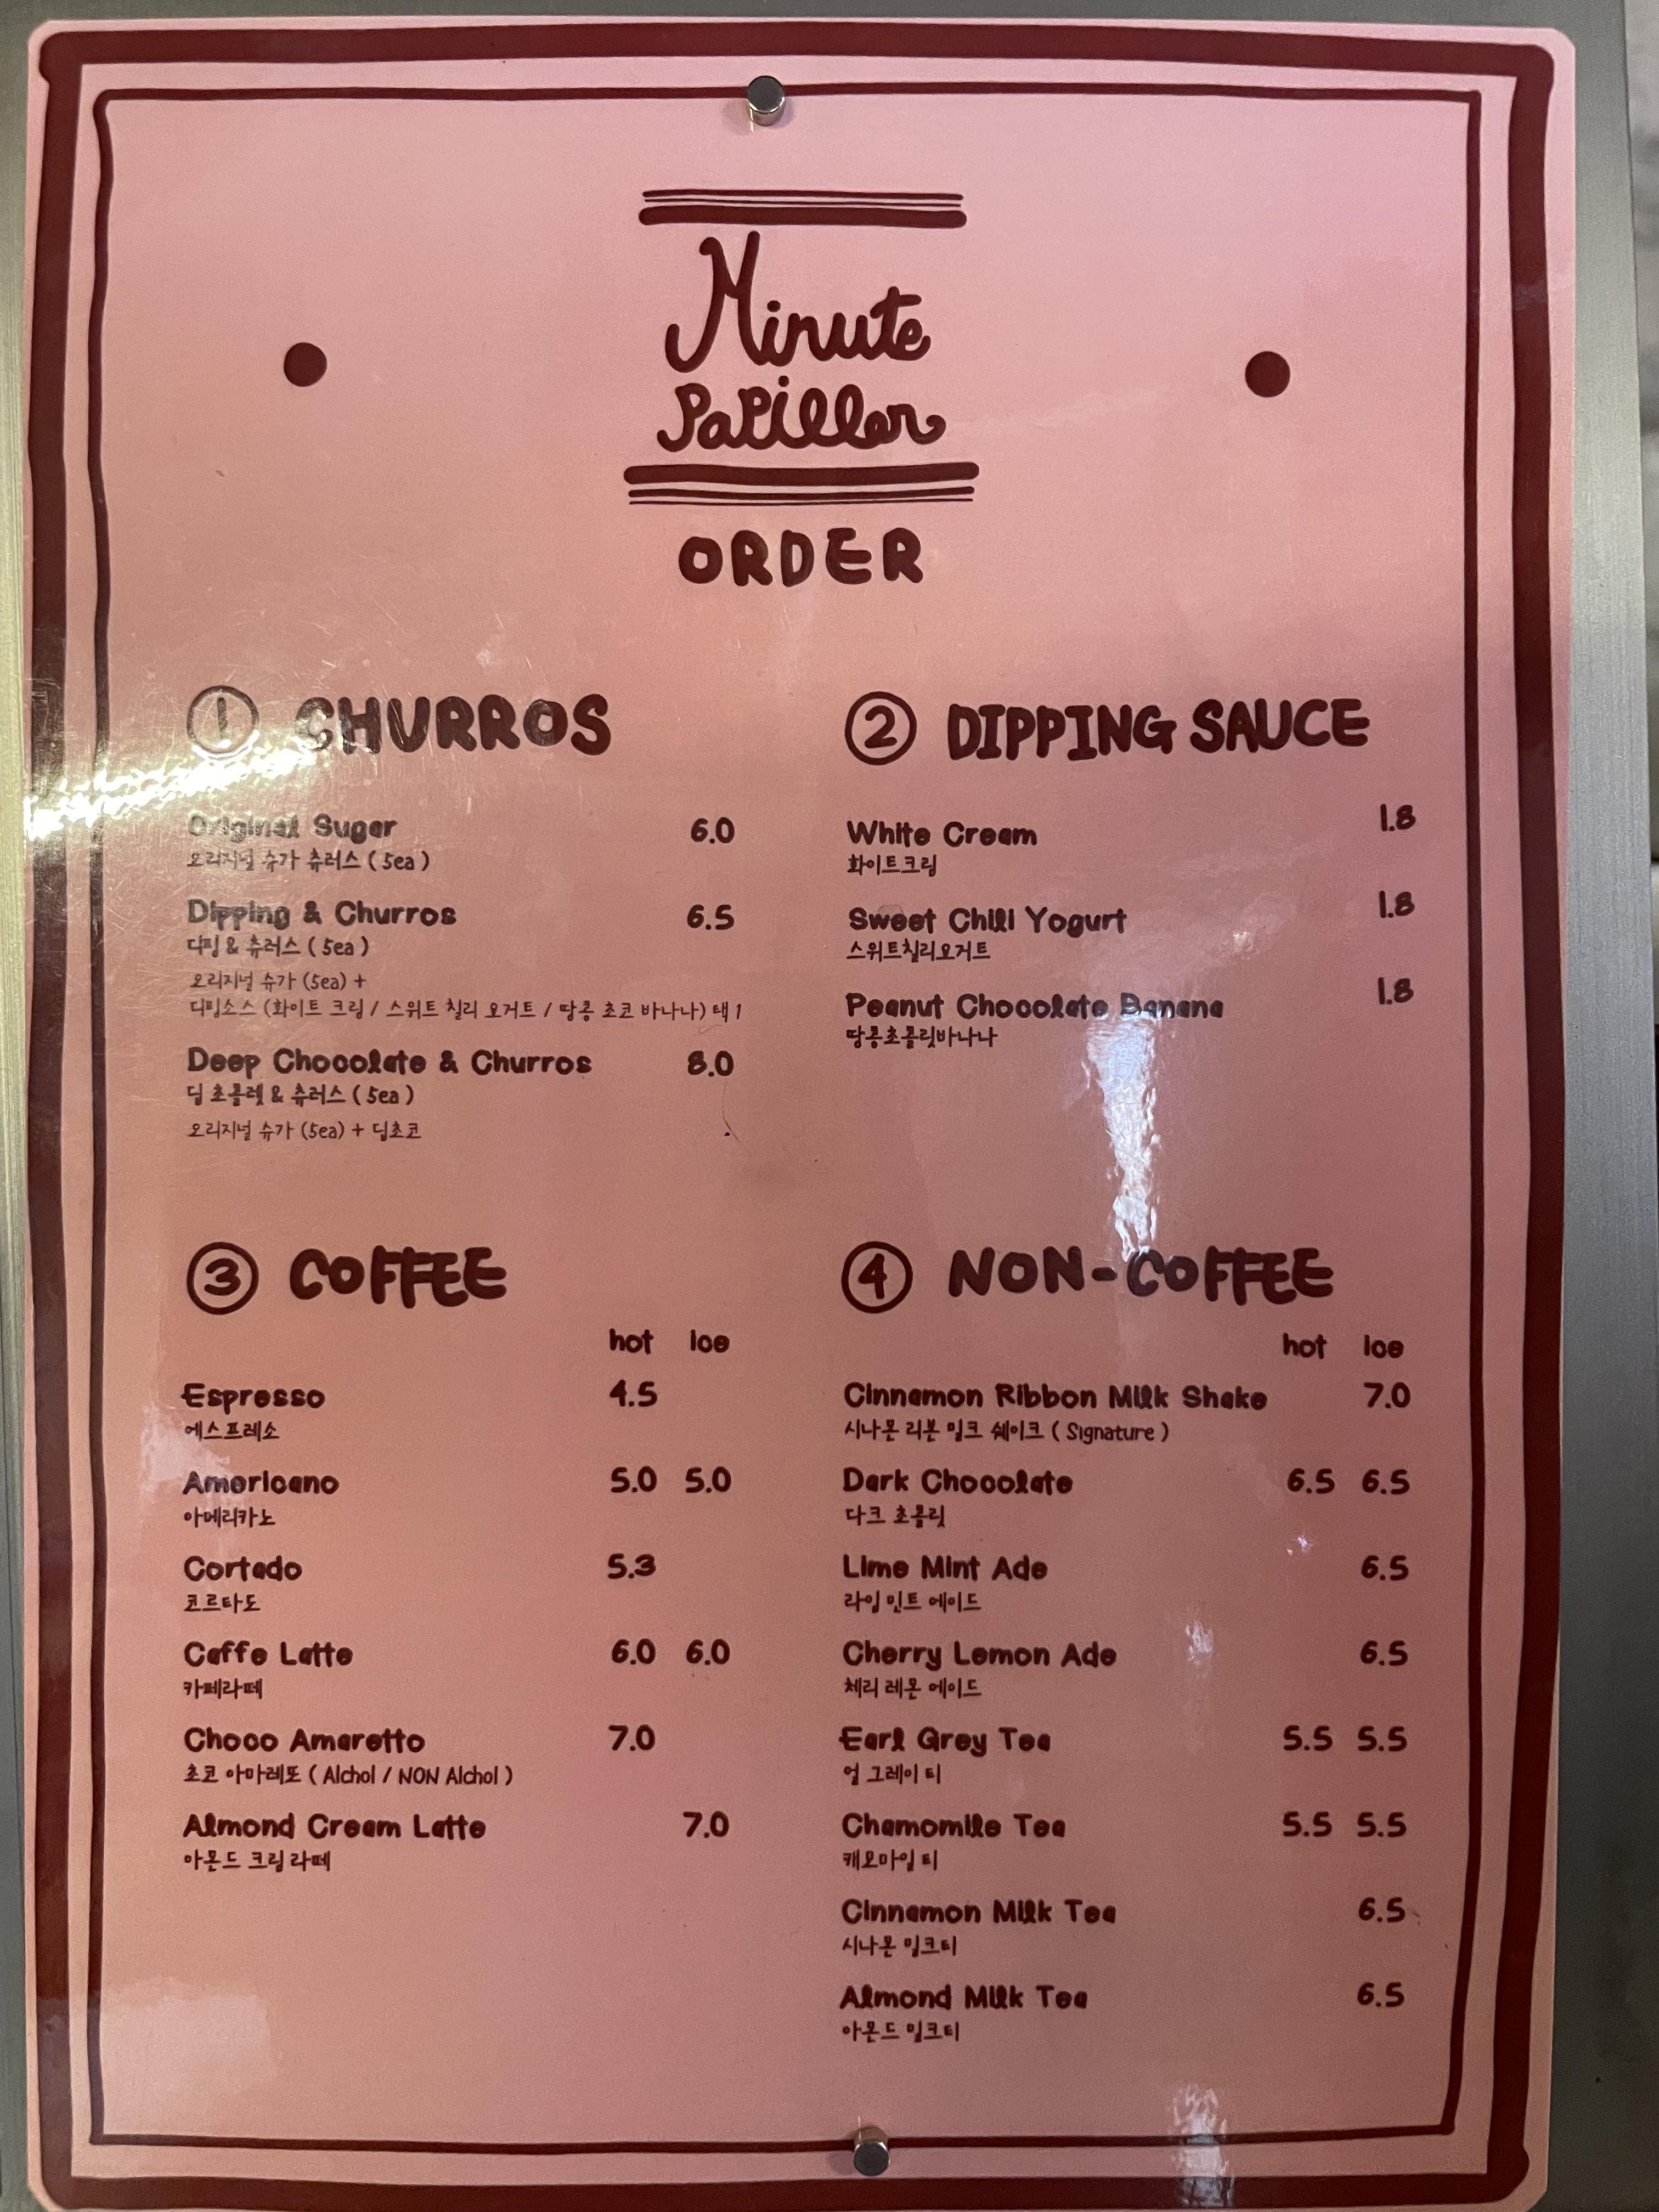 Minute
Papiller
ORDER
① CHURROS
Original Sugar 6.0
오리지널 슈가 츄러스 ( 5ea )
Dipping & Churros 6.5
디핑 & 츄러스 ( 5ea )
오리지널 슈가 (5ea) +
디핑소스 (화이트 크림 / 스위트 칠리 요거트 / 땅콩 초코 바나나) 택 1
Deep Chocolate & Churros 8.0
딥 초콜렛 & 츄러스 ( 5ea )
오리지널 슈가 (5ea) + 딥초코
② DIPPING SAUCE
White Cream 1.8
화이트크림
Sweet Chili Yogurt 1.8
스위트칠리요거트
Peanut Chocolate Banana 1.8
땅콩초콜릿바나나
③ COFFEE
hot Ice
Espresso 4.5
에스프레소
Americano 5.0 5.0
아메리카노
Cortado 5.3
코르타도
Caffe Latte 6.0 6.0
카페라떼
Choco Amaretto 7.0
초코 아마레또 ( Alchol / NON Alchol )
Almond Cream Latte 7.0
아몬드 크림 라떼
④ NON-COFFEE
hot Ice
Cinnamon Ribbon Milk Shake 7.0
시나몬 리본 밀크 쉐이크 ( Signature )
Dark Chocolate 6.5 6.5
다크 초콜릿
Lime Mint Ade 6.5
라임 민트 에이드
Cherry Lemon Ade 6.5
체리 레몬 에이드
Earl Grey Tea 5.5 5.5
얼 그레이 티
Chamomile Tea 5.5 5.5
캐모마일 티
Cinnamon Milk Tea 6.5
시나몬 밀크티
Almond Milk Tea 6.5
아몬드 밀크티